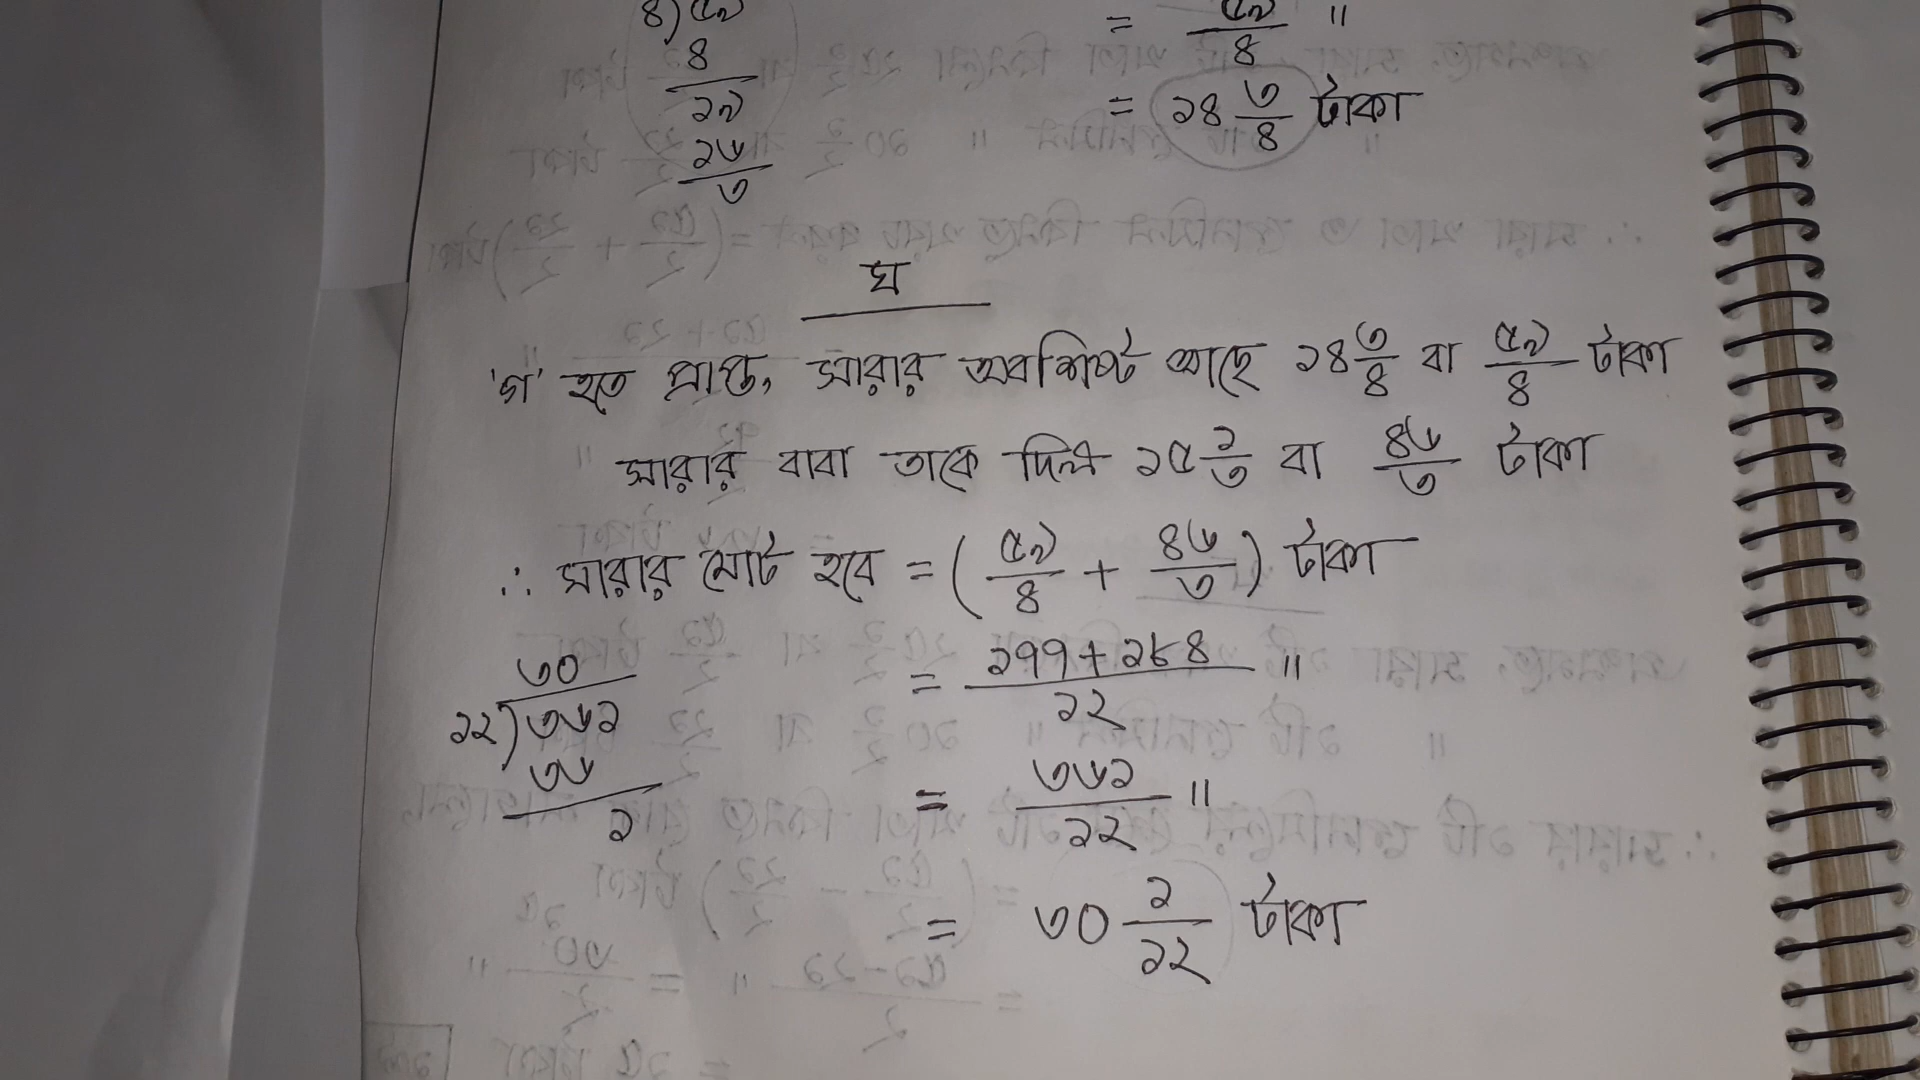 ৪) ৫৯
৪
১৯
১৬
৩
= ৫৯/৪ "
= ১৪ ৩/৪ টাকা
ঘ
'গ' হতে প্রাপ্ত, সারার অবশিষ্ট আছে ১৪ ৩/৪ বা ৫৯/৪ টাকা
সারার বাবা তাকে দিল ১৫ ১/৩ বা ৪৬/৩ টাকা
∴ সারার মোট হবে = (৫৯/৪ + ৪৬/৩) টাকা
= ১৭৭ + ১৮৪/১২ "
= ৩৬১/১২ "
= ৩০ ১/১২ টাকা
৩০
১২) ৩৬১
৩৬
১